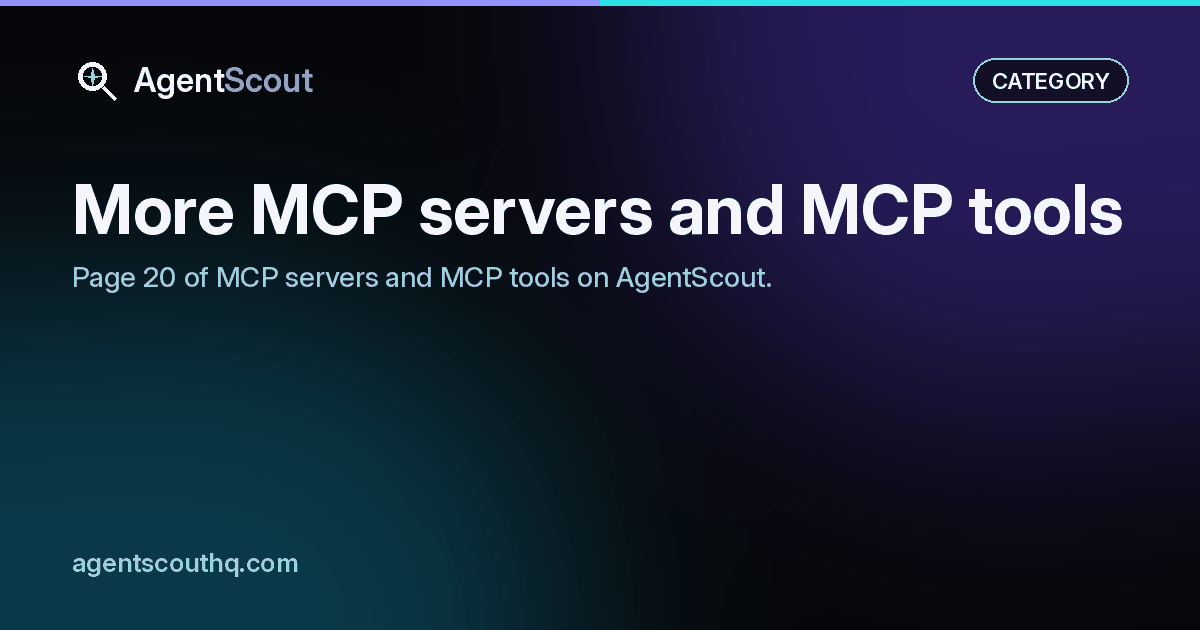 AgentScout
CATEGORY
More MCP servers and MCP tools
Page 20 of MCP servers and MCP tools on AgentScout.
agentscouthq.com